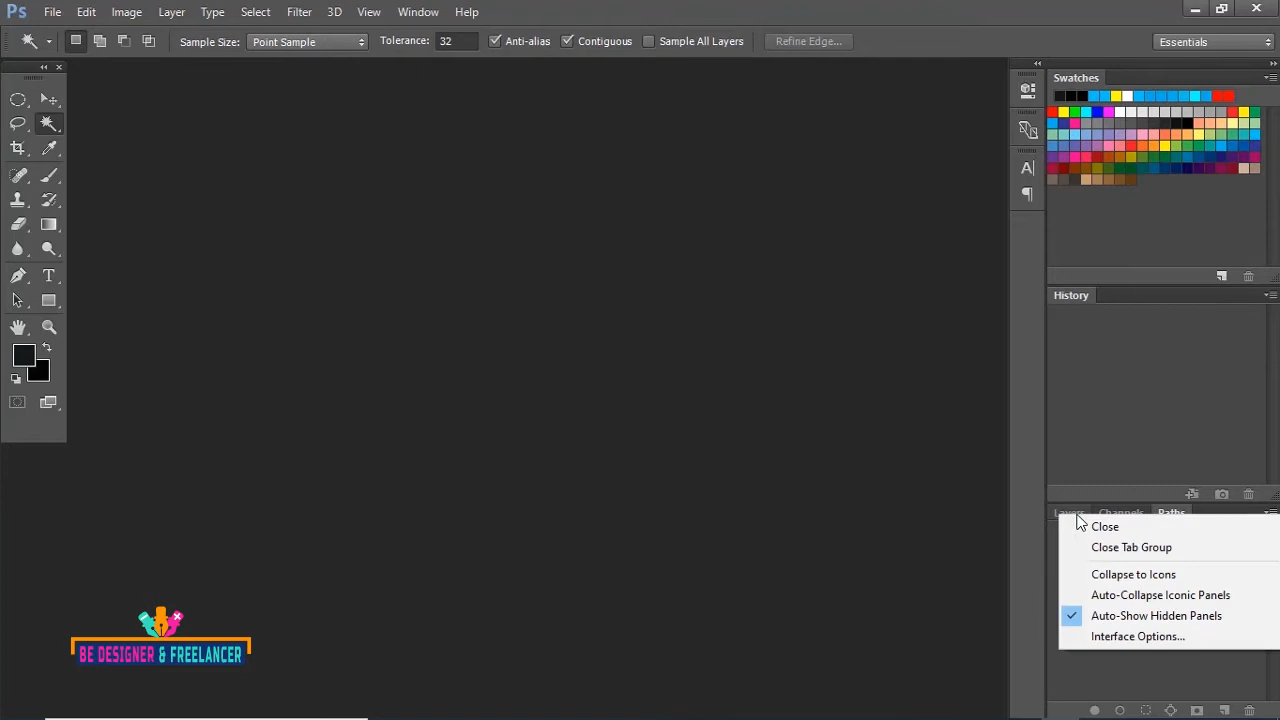 Ps File Edit Image Layer Type Select Filter 3D View Window Help
Sample Size: Point Sample Tolerance: 32 Anti-alias Contiguous Sample All Layers Refine Edge... Essentials
Swatches
A
History
Layers Channels Paths
Close
Close Tab Group
Collapse to Icons
Auto-Collapse Iconic Panels
Auto-Show Hidden Panels
Interface Options...
BE DESIGNER & FREELANCER